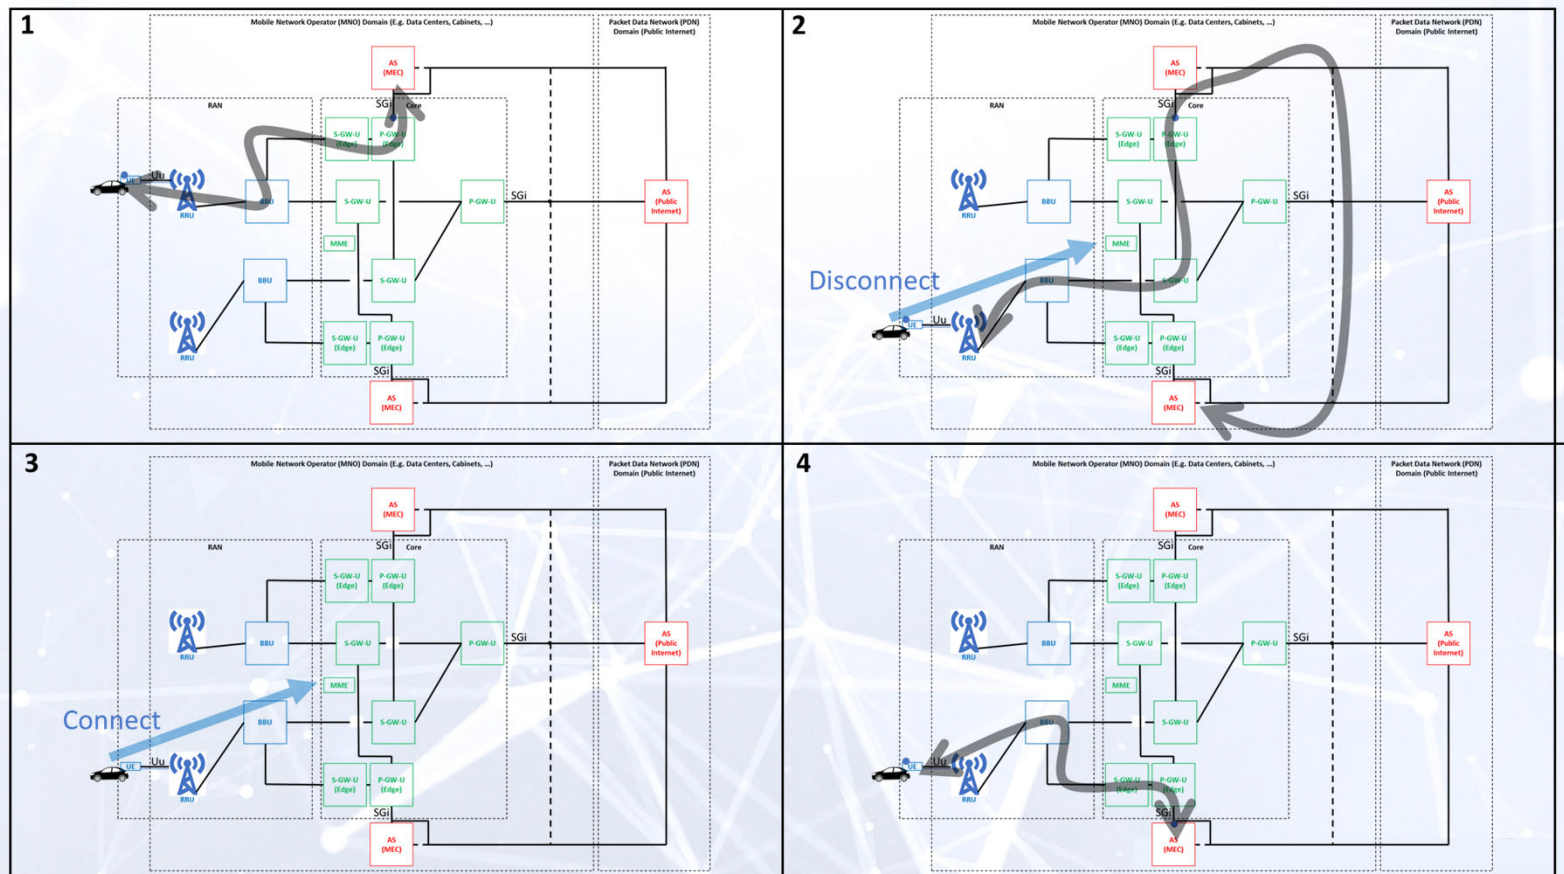 1
Mobile Network Operator (MNO) Domain (E.g. Data Centers, Cabinets, ...)
Packet Data Network (PDN)
Domain (Public Internet)
AS
(MEC)
RAN
SGi
Core
S-GW-U
(Edge)
P-GW-U
(Edge)
UE
Uu
RRU
BBU
S-GW-U
P-GW-U
SGi
AS
(Public
Internet)
MME
BBU
S-GW-U
RRU
S-GW-U
(Edge)
P-GW-U
(Edge)
SGi
AS
(MEC)
2
Mobile Network Operator (MNO) Domain (E.g. Data Centers, Cabinets, ...)
Packet Data Network (PDN)
Domain (Public Internet)
AS
(MEC)
RAN
SGi
Core
S-GW-U
(Edge)
P-GW-U
(Edge)
RRU
BBU
S-GW-U
P-GW-U
SGi
AS
(Public
Internet)
MME
Disconnect
BBU
S-GW-U
UE
Uu
RRU
S-GW-U
(Edge)
P-GW-U
(Edge)
SGi
AS
(MEC)
3
Mobile Network Operator (MNO) Domain (E.g. Data Centers, Cabinets, ...)
Packet Data Network (PDN)
Domain (Public Internet)
AS
(MEC)
RAN
SGi
Core
S-GW-U
(Edge)
P-GW-U
(Edge)
RRU
BBU
S-GW-U
P-GW-U
SGi
AS
(Public
Internet)
MME
Connect
BBU
S-GW-U
UE
Uu
RRU
S-GW-U
(Edge)
P-GW-U
(Edge)
SGi
AS
(MEC)
4
Mobile Network Operator (MNO) Domain (E.g. Data Centers, Cabinets, ...)
Packet Data Network (PDN)
Domain (Public Internet)
AS
(MEC)
RAN
SGi
Core
S-GW-U
(Edge)
P-GW-U
(Edge)
RRU
BBU
S-GW-U
P-GW-U
SGi
AS
(Public
Internet)
MME
BBU
S-GW-U
UE
Uu
RRU
S-GW-U
(Edge)
P-GW-U
(Edge)
SGi
AS
(MEC)